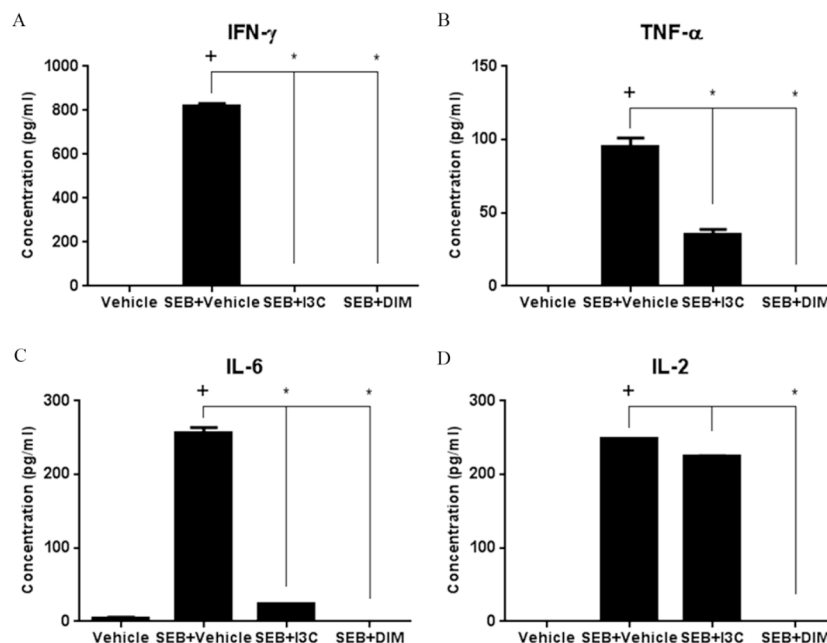 A
IFN-γ
+ * *
Concentration (pg/ml)
1000
800
600
400
200
0
Vehicle SEB+Vehicle SEB+I3C SEB+DIM
B
TNF-α
+ * *
Concentration (pg/ml)
150
100
50
0
Vehicle SEB+Vehicle SEB+I3C SEB+DIM
C
IL-6
+ * *
Concentration (pg/ml)
300
200
100
0
Vehicle SEB+Vehicle SEB+I3C SEB+DIM
D
IL-2
+ *
Concentration (pg/ml)
300
200
100
0
Vehicle SEB+Vehicle SEB+I3C SEB+DIM